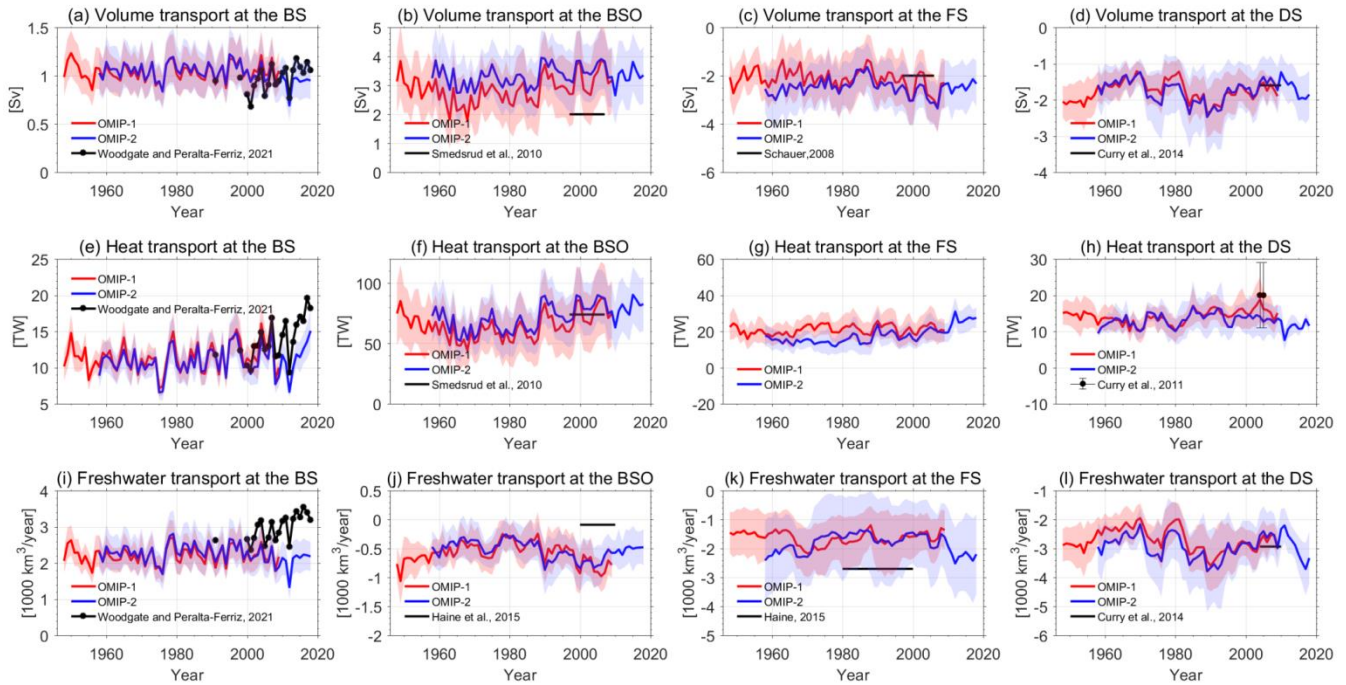 (a) Volume transport at the BS
1.5
1
0.5
0
[Sv]
OMIP-1
OMIP-2
Woodgate and Peralta-Ferriz, 2021
1960 1980 2000 2020
Year
(b) Volume transport at the BSO
5
4
3
2
1
0
[Sv]
OMIP-1
OMIP-2
Smedsrud et al., 2010
1960 1980 2000 2020
Year
(c) Volume transport at the FS
0
-2
-4
-6
[Sv]
OMIP-1
OMIP-2
Schauer,2008
1960 1980 2000 2020
Year
(d) Volume transport at the DS
0
-1
-2
-3
-4
[Sv]
OMIP-1
OMIP-2
Curry et al., 2014
1960 1980 2000 2020
Year
(e) Heat transport at the BS
25
20
15
10
5
[TW]
OMIP-1
OMIP-2
Woodgate and Peralta-Ferriz, 2021
1960 1980 2000 2020
Year
(f) Heat transport at the BSO
100
50
0
[TW]
OMIP-1
OMIP-2
Smedsrud et al., 2010
1960 1980 2000 2020
Year
(g) Heat transport at the FS
60
40
20
0
-20
[TW]
OMIP-1
OMIP-2
1960 1980 2000 2020
Year
(h) Heat transport at the DS
30
20
10
0
-10
[TW]
OMIP-1
OMIP-2
Curry et al., 2011
1960 1980 2000 2020
Year
(i) Freshwater transport at the BS
4
3
2
1
0
[1000 km³/year]
OMIP-1
OMIP-2
Woodgate and Peralta-Ferriz, 2021
1960 1980 2000 2020
Year
(j) Freshwater transport at the BSO
0.5
0
-0.5
-1
-1.5
-2
[1000 km³/year]
OMIP-1
OMIP-2
Haine et al., 2015
1960 1980 2000 2020
Year
(k) Freshwater transport at the FS
0
-1
-2
-3
-4
-5
[1000 km³/year]
OMIP-1
OMIP-2
Haine, 2015
1960 1980 2000 2020
Year
(l) Freshwater transport at the DS
-1
-2
-3
-4
-5
-6
[1000 km³/year]
OMIP-1
OMIP-2
Curry et al., 2014
1960 1980 2000 2020
Year